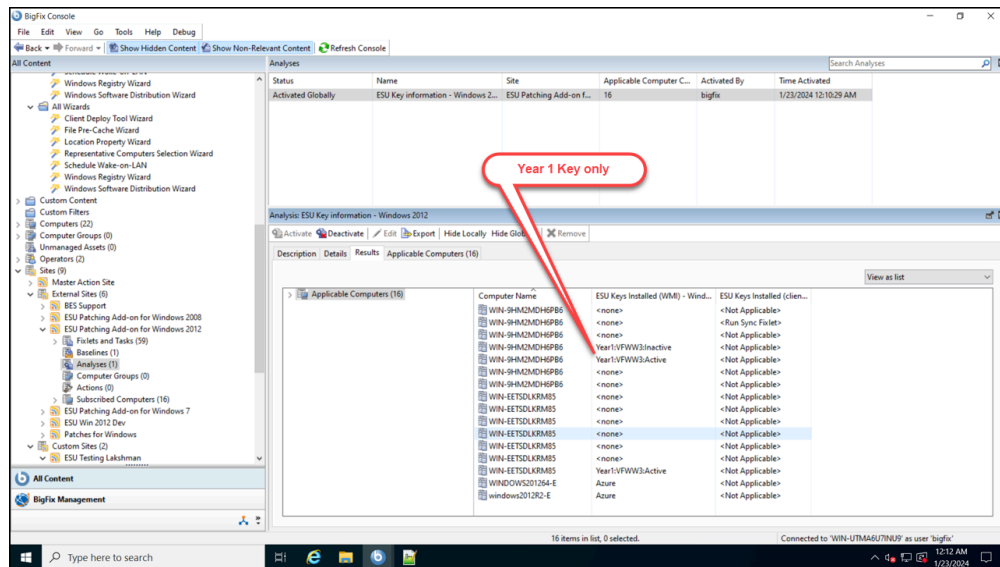 BigFix Console
File Edit View Go Tools Help Debug
Back Forward Show Hidden Content Show Non-Relevant Content Refresh Console
All Content
Windows Registry Wizard
Windows Software Distribution Wizard
All Wizards
Client Deploy Tool Wizard
File Pre-Cache Wizard
Location Property Wizard
Representative Computers Selection Wizard
Schedule Wake-on-LAN
Windows Registry Wizard
Windows Software Distribution Wizard
Custom Content
Custom Filters
Computers (22)
Computer Groups (0)
Unmanaged Assets (0)
Operators (2)
Sites (9)
Master Action Site
External Sites (6)
BES Support
ESU Patching Add-on for Windows 2008
ESU Patching Add-on for Windows 2012
Fixlets and Tasks (59)
Baselines (1)
Analyses (1)
Computer Groups (0)
Actions (0)
Subscribed Computers (16)
ESU Patching Add-on for Windows 7
ESU Win 2012 Dev
Patches for Windows
Custom Sites (2)
ESU Testing Lakshman
All Content
BigFix Management
Analyses
Search Analyses
Status Name Site Applicable Computer C... Activated By Time Activated
Activated Globally ESU Key information - Windows 2... ESU Patching Add-on f... 16 bigfix 1/23/2024 12:10:29 AM
Year 1 Key only
Analysis: ESU Key information - Windows 2012
Activate Deactivate Edit Export Hide Locally Hide Remove
Description Details Results Applicable Computers (16)
View as list
Applicable Computers (16)
Computer Name ESU Keys Installed (WMI) - Wind... ESU Keys Installed (clien...
WIN-9HM2MDH6PB6 <none> <Not Applicable>
WIN-9HM2MDH6PB6 <none> <Run Sync Fixlet>
WIN-9HM2MDH6PB6 <none> <Not Applicable>
WIN-9HM2MDH6PB6 Year1:VFWW3:Inactive <Not Applicable>
WIN-9HM2MDH6PB6 Year1:VFWW3:Active <Not Applicable>
WIN-9HM2MDH6PB6 <none> <Not Applicable>
WIN-9HM2MDH6PB6 <none> <Not Applicable>
WIN-EETSDLKRM85 <none> <Not Applicable>
WIN-EETSDLKRM85 <none> <Not Applicable>
WIN-EETSDLKRM85 <none> <Not Applicable>
WIN-EETSDLKRM85 <none> <Not Applicable>
WIN-EETSDLKRM85 <none> <Not Applicable>
WIN-EETSDLKRM85 <none> <Not Applicable>
WIN-EETSDLKRM85 Year1:VFWW3:Active <Not Applicable>
WINDOWS201264-E Azure <Not Applicable>
windows2012R2-E Azure <Not Applicable>
16 items in list, 0 selected.
Connected to 'WIN-UTMA6U7INU9' as user 'bigfix'
Type here to search
12:12 AM
1/23/2024